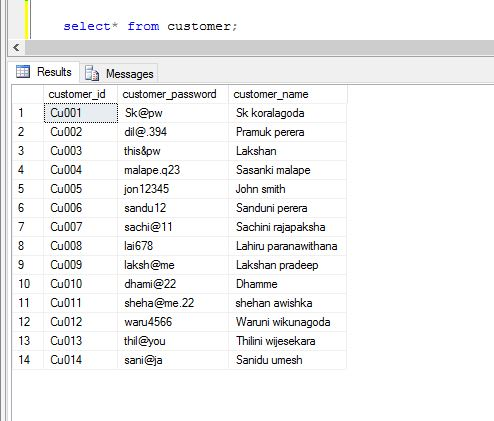 select* from customer;
Results Messages
customer_id customer_password customer_name
1 Cu001 Sk@pw Sk koralagoda
2 Cu002 dil@.394 Pramuk perera
3 Cu003 this&pw Lakshan
4 Cu004 malape.q23 Sasanki malape
5 Cu005 jon12345 John smith
6 Cu006 sandu12 Sanduni perera
7 Cu007 sachi@11 Sachini rajapaksha
8 Cu008 lai678 Lahiru paranawithana
9 Cu009 laksh@me Lakshan pradeep
10 Cu010 dhami@22 Dhamme
11 Cu011 sheha@me.22 shehan awishka
12 Cu012 waru4566 Waruni wikunagoda
13 Cu013 thil@you Thilini wijesekara
14 Cu014 sani@ja Sanidu umesh